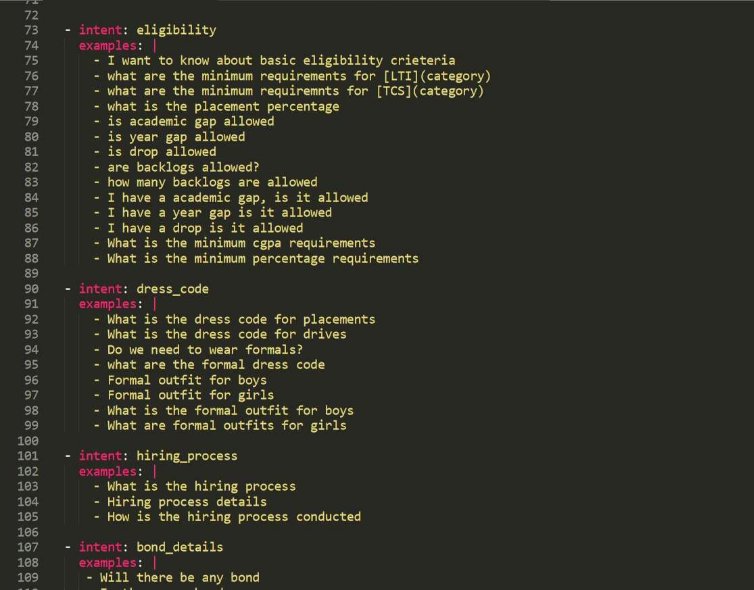 72
73 - intent: eligibility
74 examples: |
75 - I want to know about basic eligibility crieteria
76 - what are the minimum requirements for [LTI](category)
77 - what are the minimum requiremnts for [TCS](category)
78 - what is the placement percentage
79 - is academic gap allowed
80 - is year gap allowed
81 - is drop allowed
82 - are backlogs allowed?
83 - how many backlogs are allowed
84 - I have a academic gap, is it allowed
85 - I have a year gap is it allowed
86 - I have a drop is it allowed
87 - What is the minimum cgpa requirements
88 - What is the minimum percentage requirements
89
90 - intent: dress_code
91 examples: |
92 - What is the dress code for placements
93 - What is the dress code for drives
94 - Do we need to wear formals?
95 - what are the formal dress code
96 - Formal outfit for boys
97 - Formal outfit for girls
98 - What is the formal outfit for boys
99 - What are formal outfits for girls
100
101 - intent: hiring_process
102 examples: |
103 - What is the hiring process
104 - Hiring process details
105 - How is the hiring process conducted
106
107 - intent: bond_details
108 examples: |
109 - Will there be any bond